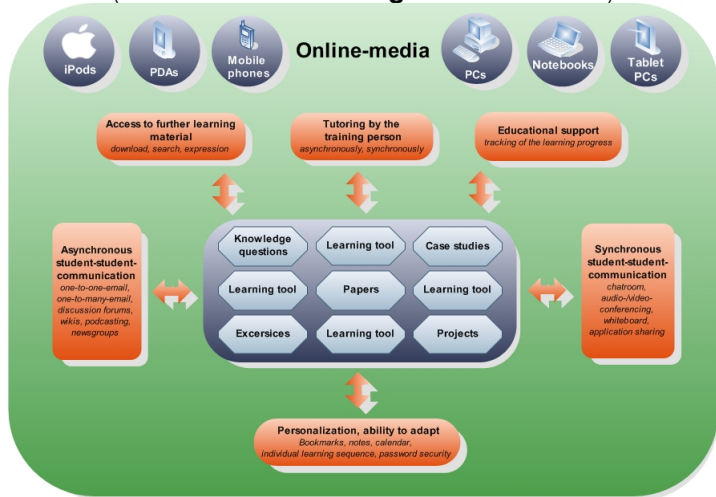 Online-media
iPods
PDAs
Mobile
phones
PCs
Notebooks
Tablet
PCs
Access to further learning
material
download, search, expression
Tutoring by the
training person
asynchronously, synchronously
Educational support
tracking of the learning progress
Asynchronous
student-student-
communication
one-to-one-email,
one-to-many-email,
discussion forums,
wikis, podcasting,
newsgroups
Knowledge
questions
Learning tool
Case studies
Learning tool
Papers
Learning tool
Excersices
Learning tool
Projects
Synchronous
student-student-
communication
chatroom,
audio-/video-
conferencing,
whiteboard,
application sharing
Personalization, ability to adapt
Bookmarks, notes, calendar,
individual learning sequence, password security